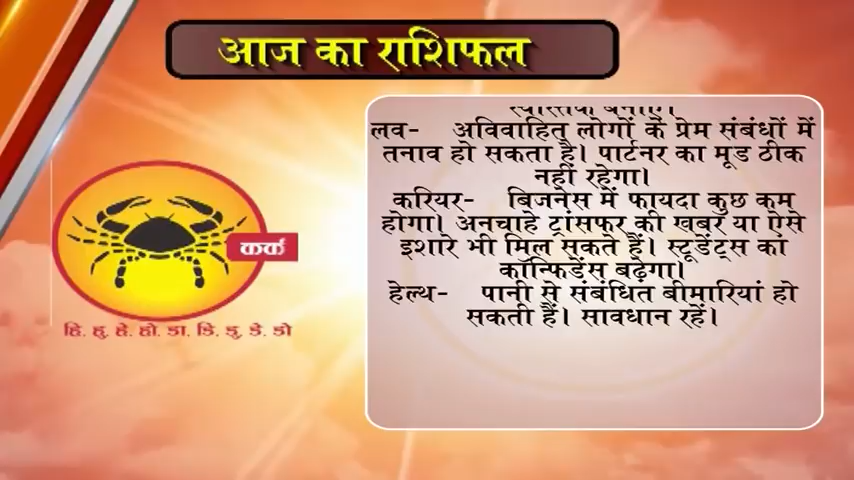 आज का राशिफल
स्वास्तिक बनाएं।
लव- अविवाहित लोगों के प्रेम संबंधों में
तनाव हो सकता है। पार्टनर का मूड ठीक
नहीं रहेगा।
करियर- बिजनेस में फायदा कुछ कम
होगा। अनचाहे ट्रांसफर की खबर या ऐसे
इशारे भी मिल सकते हैं। स्टूडेंट्स का
कॉन्फिडेंस बढ़ेगा।
हेल्थ- पानी से संबंधित बीमारियां हो
सकती हैं। सावधान रहें।
कर्क
हि. हु. हे. हो. डा. डि. डु. डे. डो